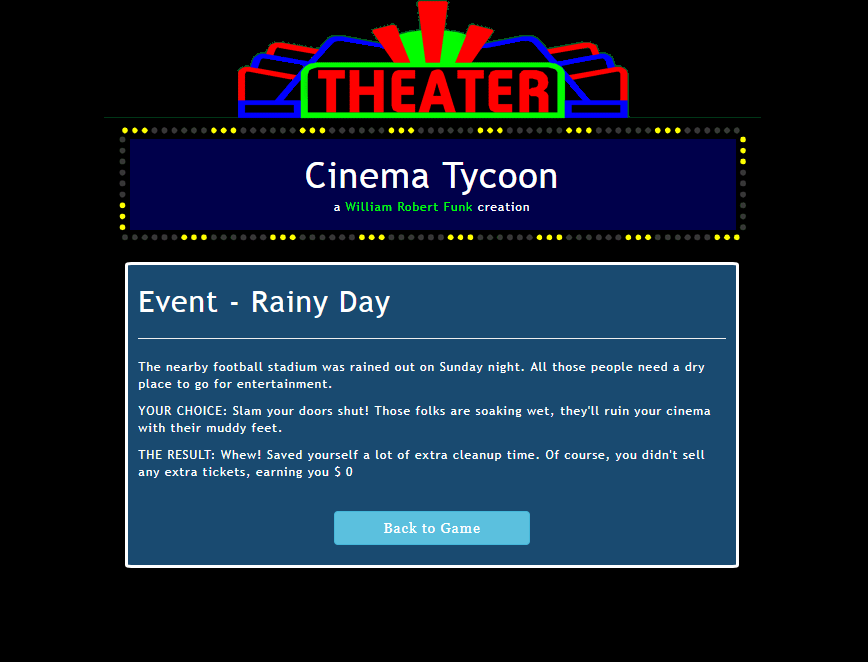 THEATER
Cinema Tycoon
a William Robert Funk creation
Event - Rainy Day
The nearby football stadium was rained out on Sunday night. All those people need a dry
place to go for entertainment.
YOUR CHOICE: Slam your doors shut! Those folks are soaking wet, they'll ruin your cinema
with their muddy feet.
THE RESULT: Whew! Saved yourself a lot of extra cleanup time. Of course, you didn't sell
any extra tickets, earning you $ 0
Back to Game